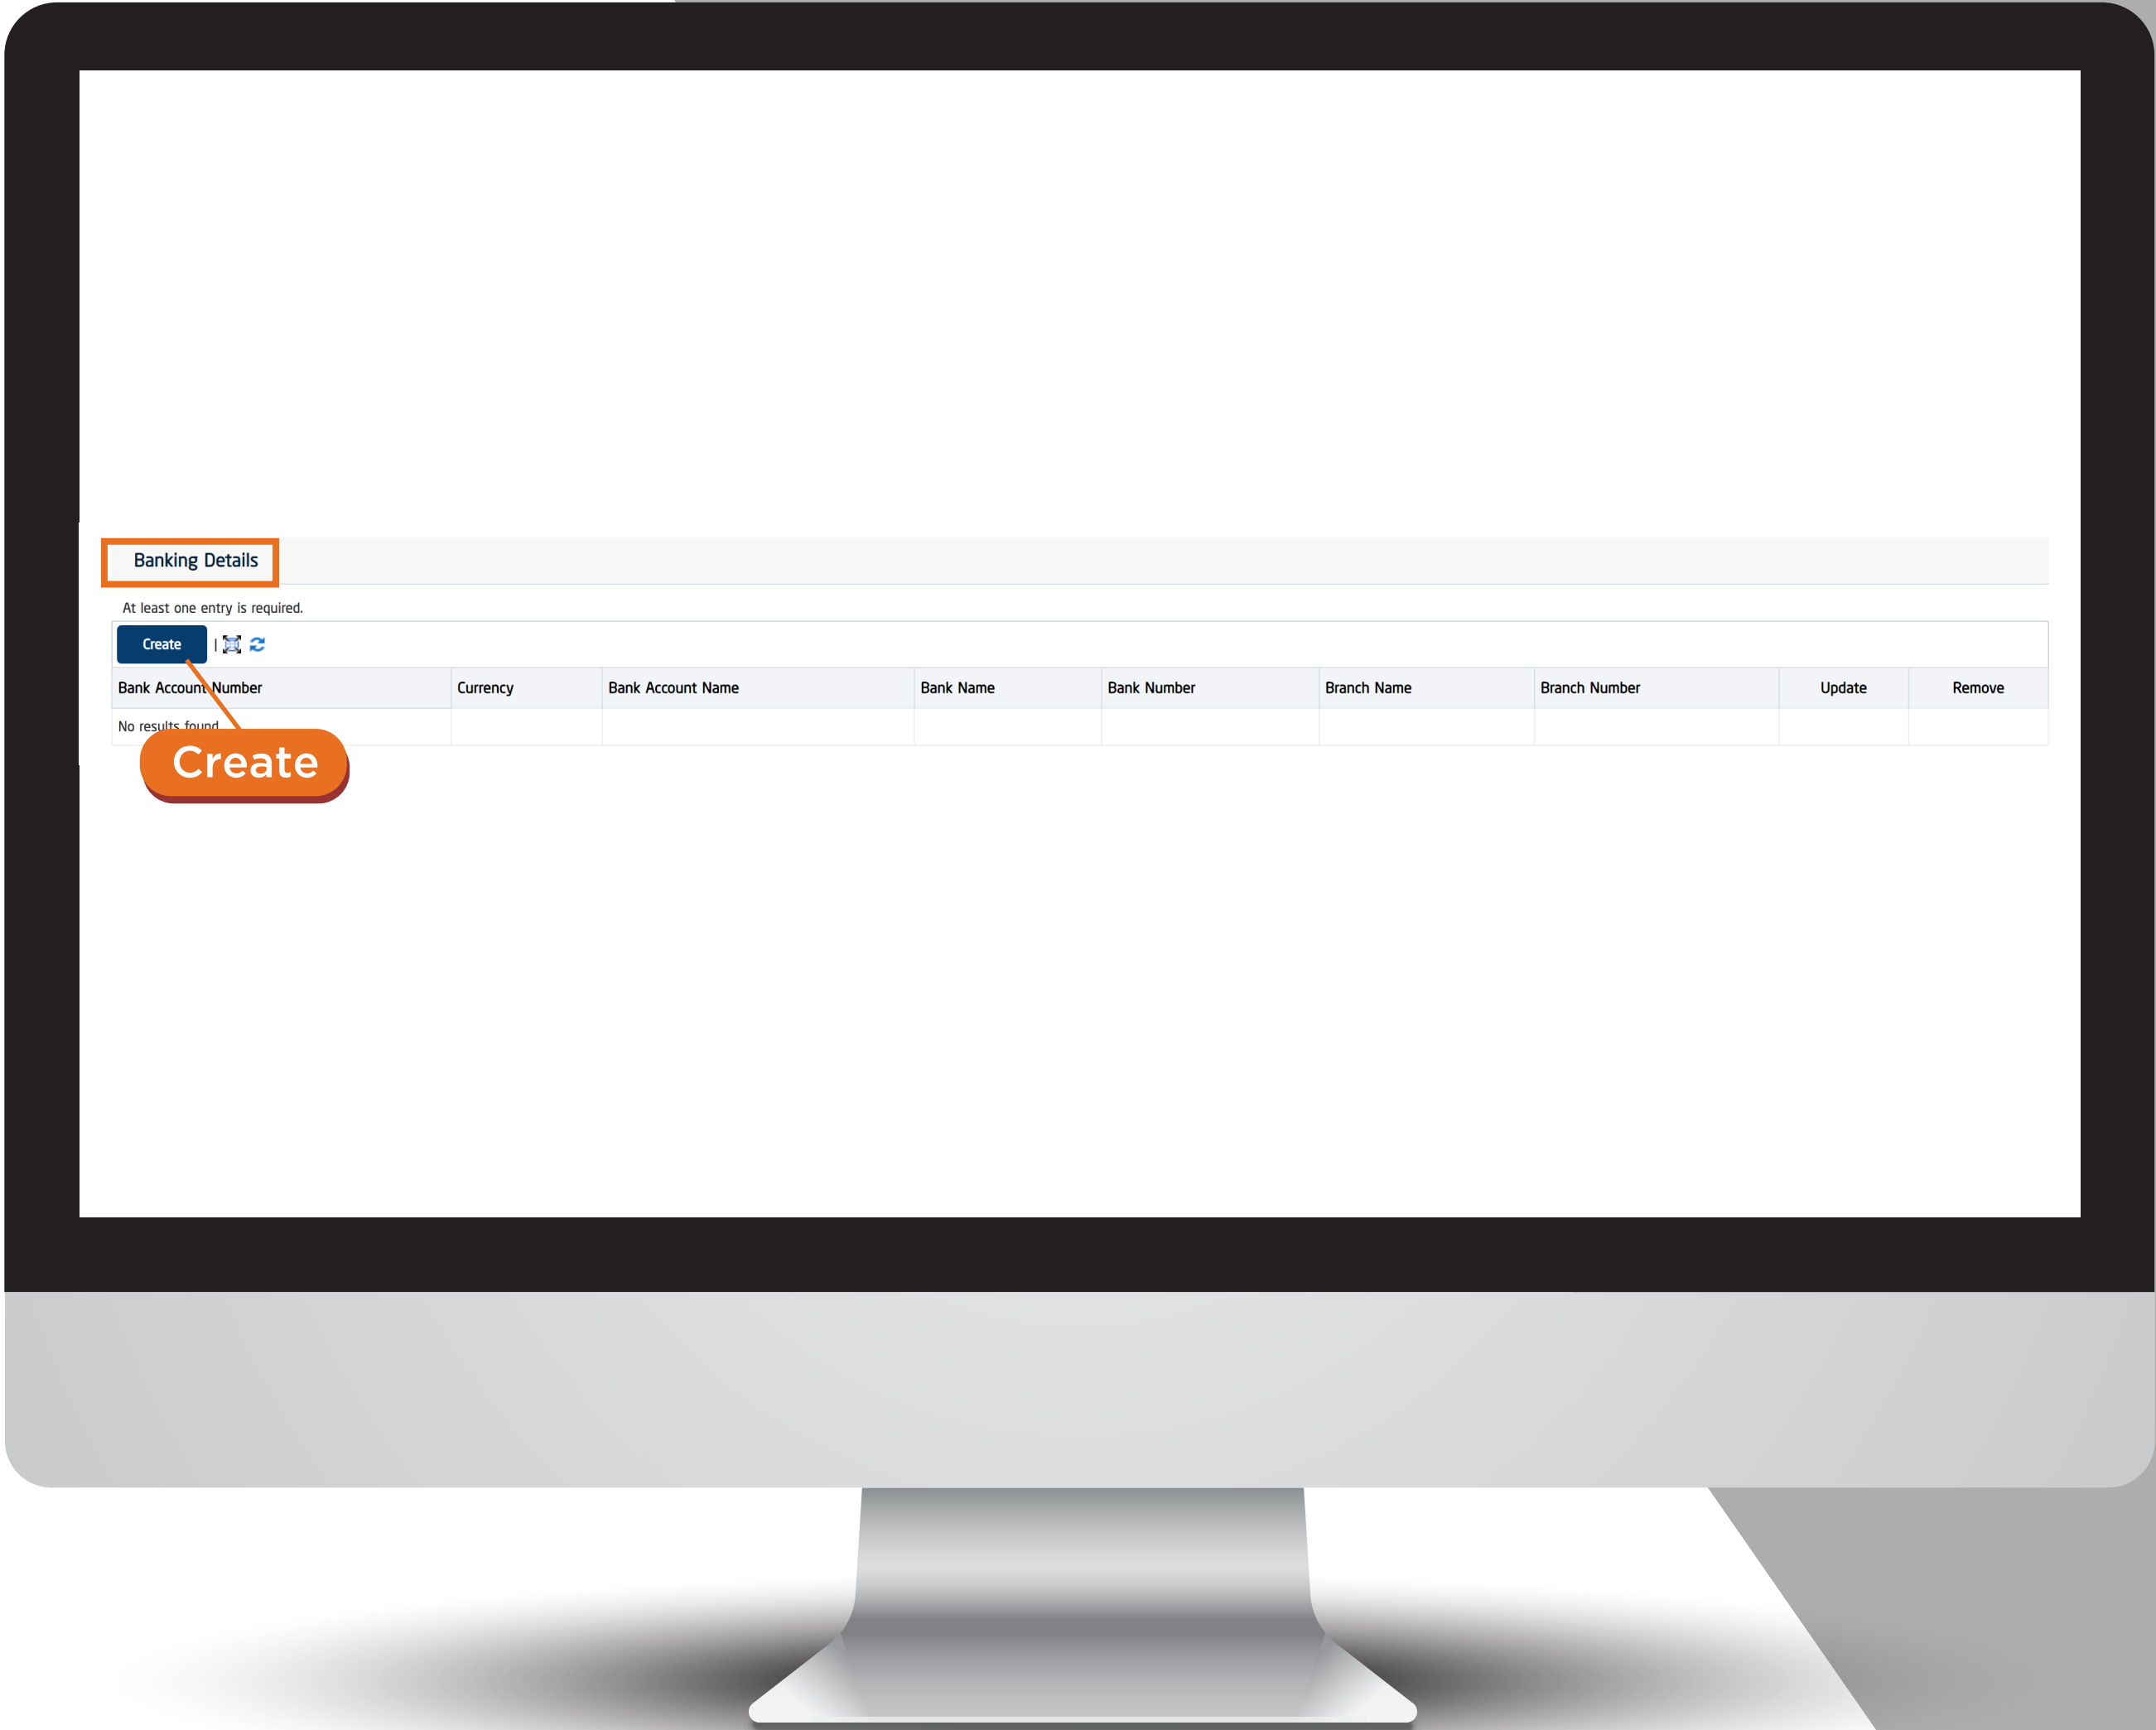 Banking Details
At least one entry is required.
Create |
Bank Account Number Currency Bank Account Name Bank Name Bank Number Branch Name Branch Number Update Remove
No results found
Create